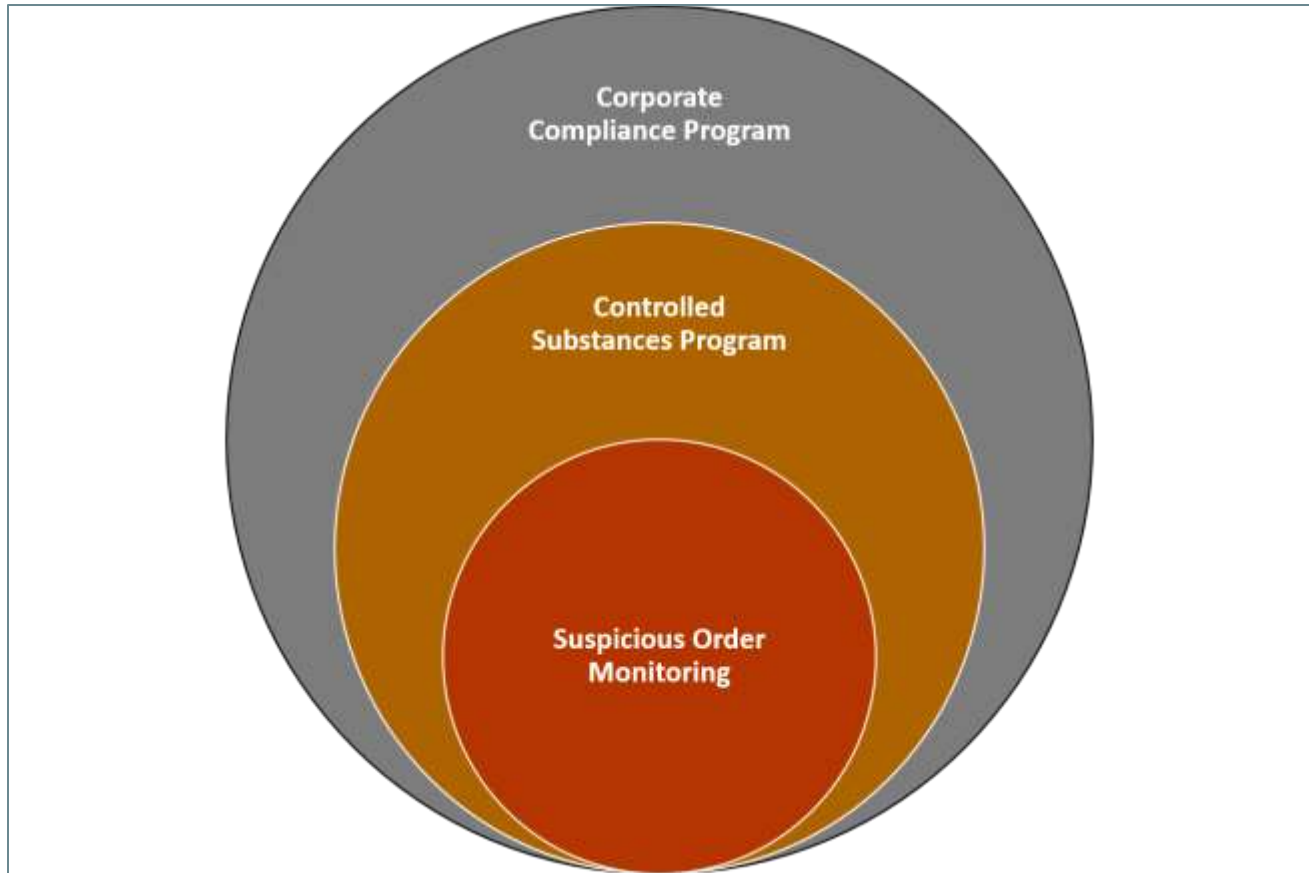 Corporate
Compliance Program
Controlled
Substances Program
Suspicious Order
Monitoring